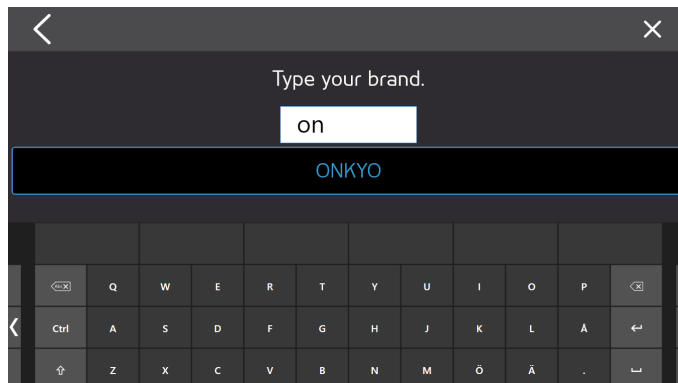 Type your brand.
on
ONKYO
Q W E R T Y U I O P
Ctrl A S D F G H J K L Å
Z X C V B N M Ö Ä .